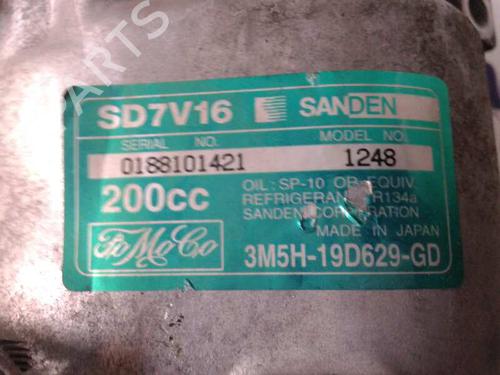 PARTS
SD7V16 SANDEN
SERIAL NO. MODEL NO.
0188101421 1248
200cc OIL: SP-10 OR EQUIV.
REFRIGERANT R134a
SANDEN CORPORATION
MADE IN JAPAN
FoMoCo 3M5H-19D629-GD